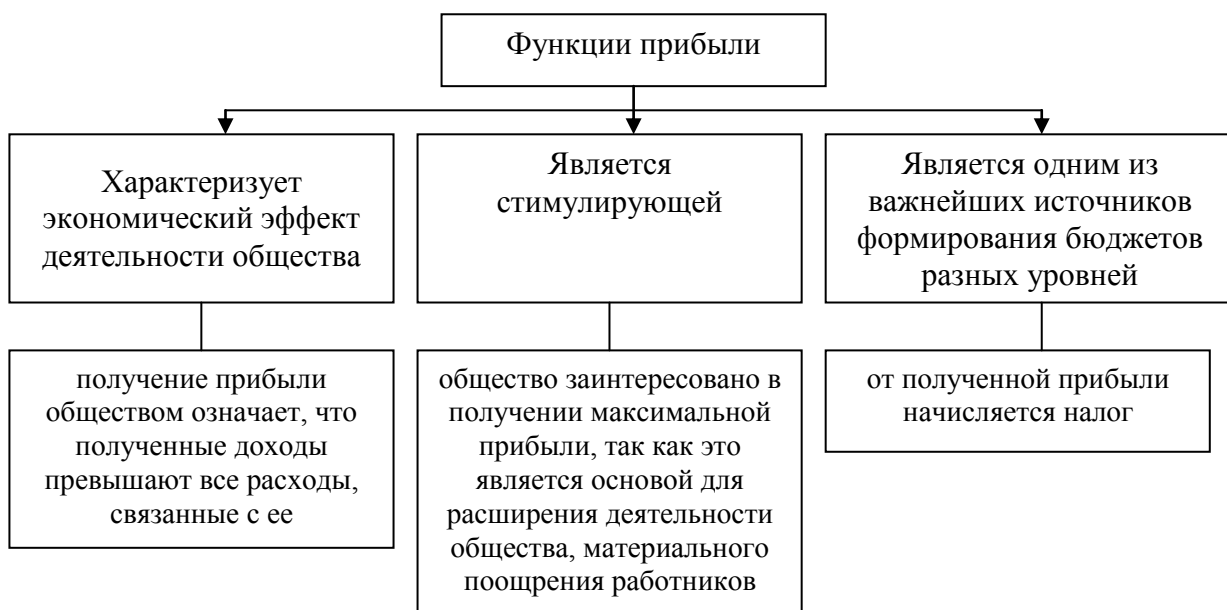 Функции прибыли
Характеризует
экономический эффект
деятельности общества
Является
стимулирующей
Является одним из
важнейших источников
формирования бюджетов
разных уровней
получение прибыли
обществом означает, что
полученные доходы
превышают все расходы,
связанные с ее
общество заинтересовано в
получении максимальной
прибыли, так как это
является основой для
расширения деятельности
общества, материального
поощрения работников
от полученной прибыли
начисляется налог